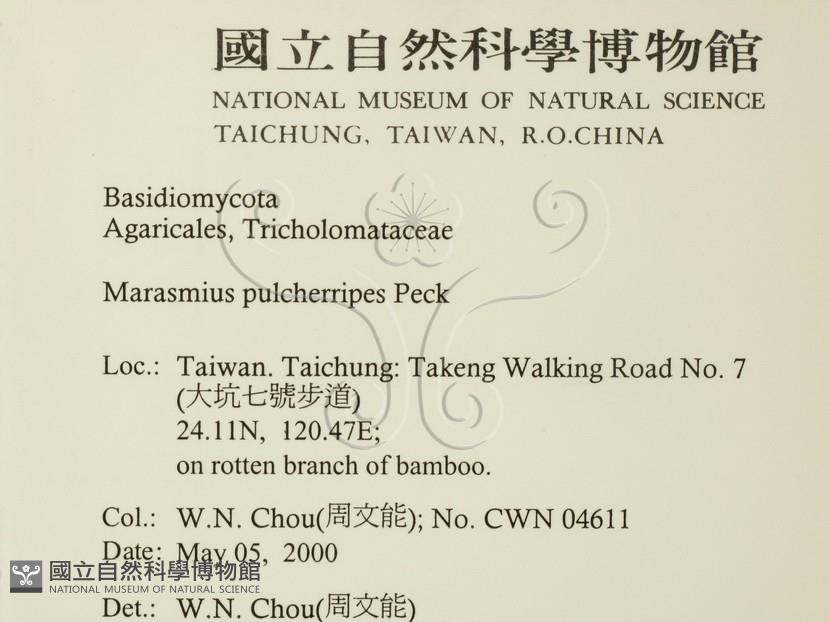 國立自然科學博物館
NATIONAL MUSEUM OF NATURAL SCIENCE
TAICHUNG, TAIWAN, R.O.CHINA
Basidiomycota
Agaricales, Tricholomataceae
Marasmius pulcherripes Peck
Loc.: Taiwan. Taichung: Takeng Walking Road No. 7
(大坑七號步道)
24.11N, 120.47E;
on rotten branch of bamboo.
Col.: W.N. Chou(周文能); No. CWN 04611
Date: May 05, 2000
國立自然科學博物館
NATIONAL MUSEUM OF NATURAL SCIENCE
Det.: W.N. Chou(周文能)